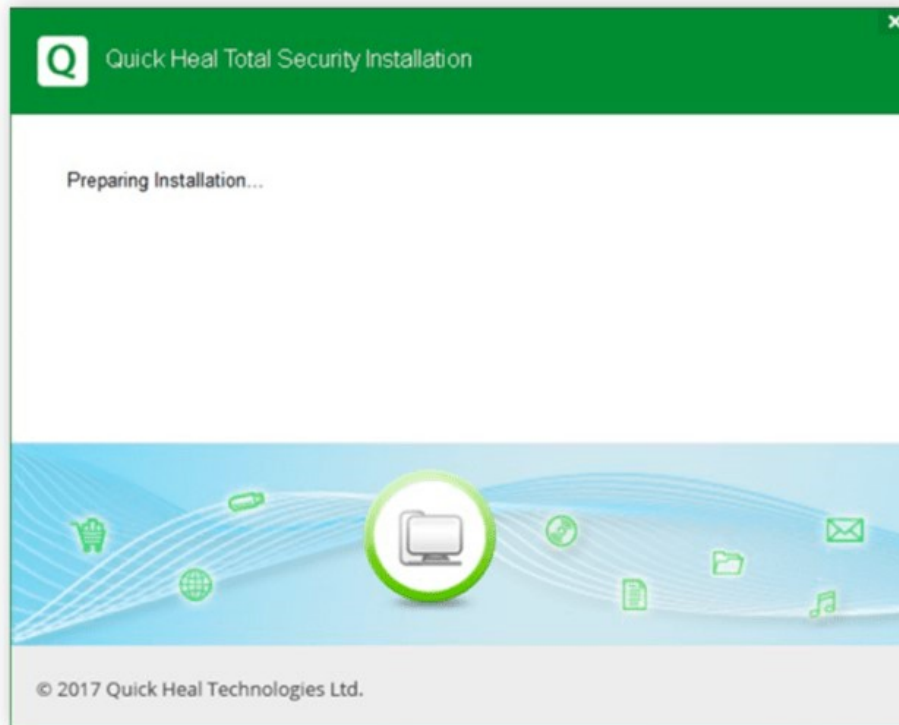 Q Quick Heal Total Security Installation
Preparing Installation...
© 2017 Quick Heal Technologies Ltd.